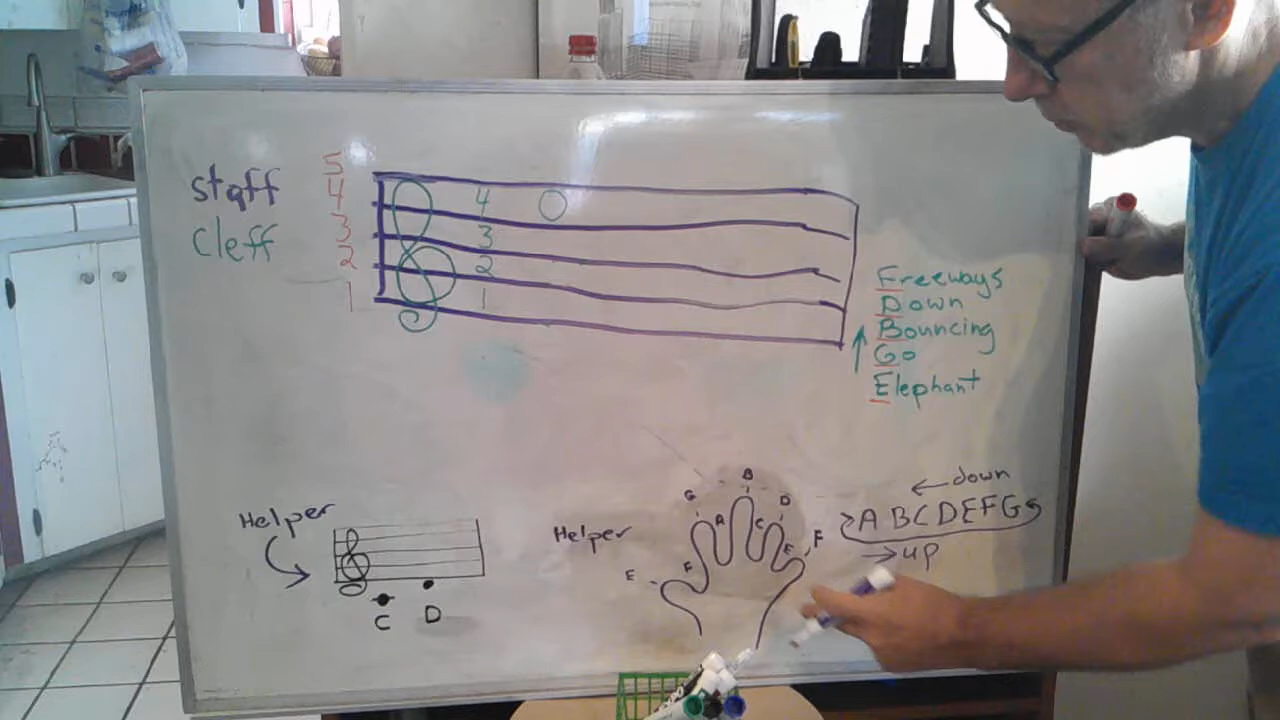 staff
Cleff
5
4
3
2
1
4
3
2
1
Freeways
Down
Bouncing
Go
Elephant
Helper
C D
Helper
E F G A B C D E F
← down
A B C D E F G
→ up